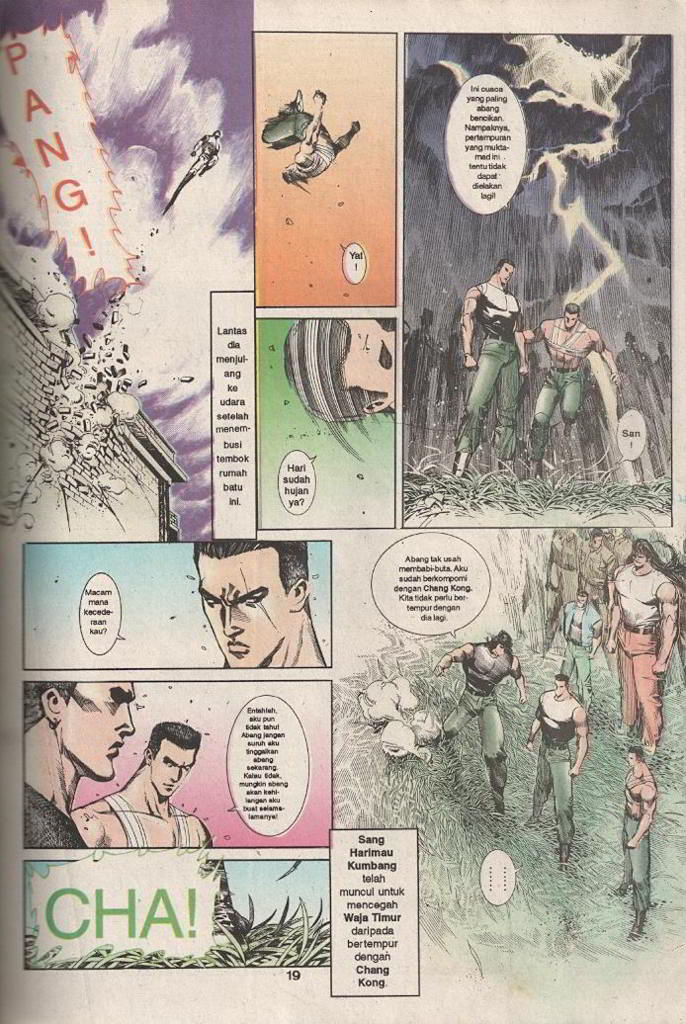 PANG!
Lantas
dia
menjul-
ang
ke
udara
setelah
menem-
busi
tembok
rumah
batu
ini.
Yat
!
Hari
sudah
hujan
ya?
Ini cuaca
yang paling
abang
bencikan.
Nampaknya,
pertempuran
yang mukta-
mad ini
tentu tidak
dapat
dielakan
lagi!
San
!
Macam
mana
kecede-
raan
kau?
Entahlah,
aku pun
tidak tahu!
Abang jangan
suruh aku
tinggalkan
abang
sekarang.
Kalau tidak,
mungkin abang
akan kehi-
langan aku
buat selama-
lamanya!
CHA!
Abang tak usah
membabi-buta. Aku
sudah berkompomi
dengan Chang Kong.
Kita tidak perlu ber-
tempur dengan
dia lagi.
......
Sang
Harimau
Kumbang
telah
muncul untuk
mencegah
Waja Timur
daripada
bertempur
dengan
Chang
Kong.
19